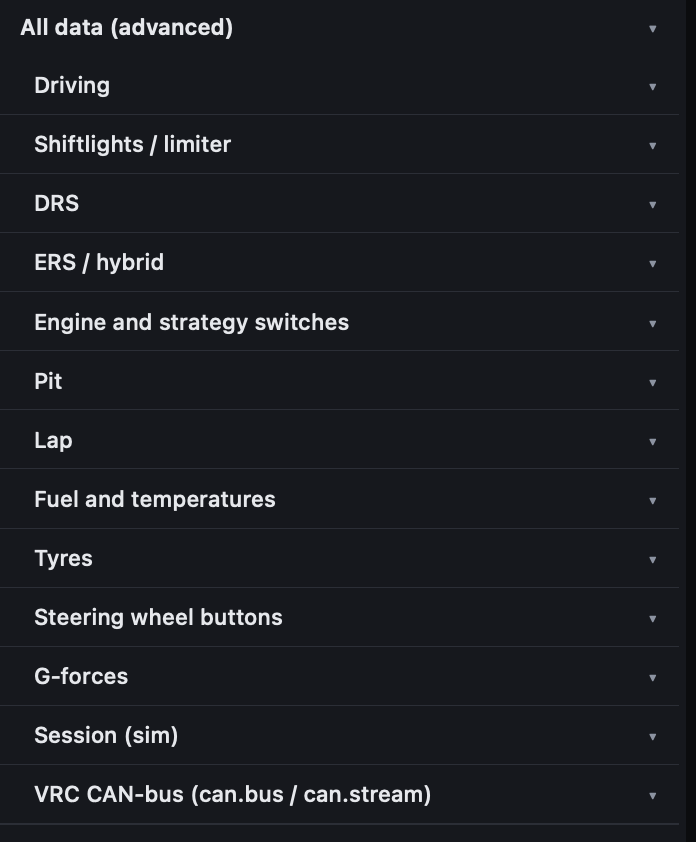 All data (advanced)
Driving
Shiftlights / limiter
DRS
ERS / hybrid
Engine and strategy switches
Pit
Lap
Fuel and temperatures
Tyres
Steering wheel buttons
G-forces
Session (sim)
VRC CAN-bus (can.bus / can.stream)